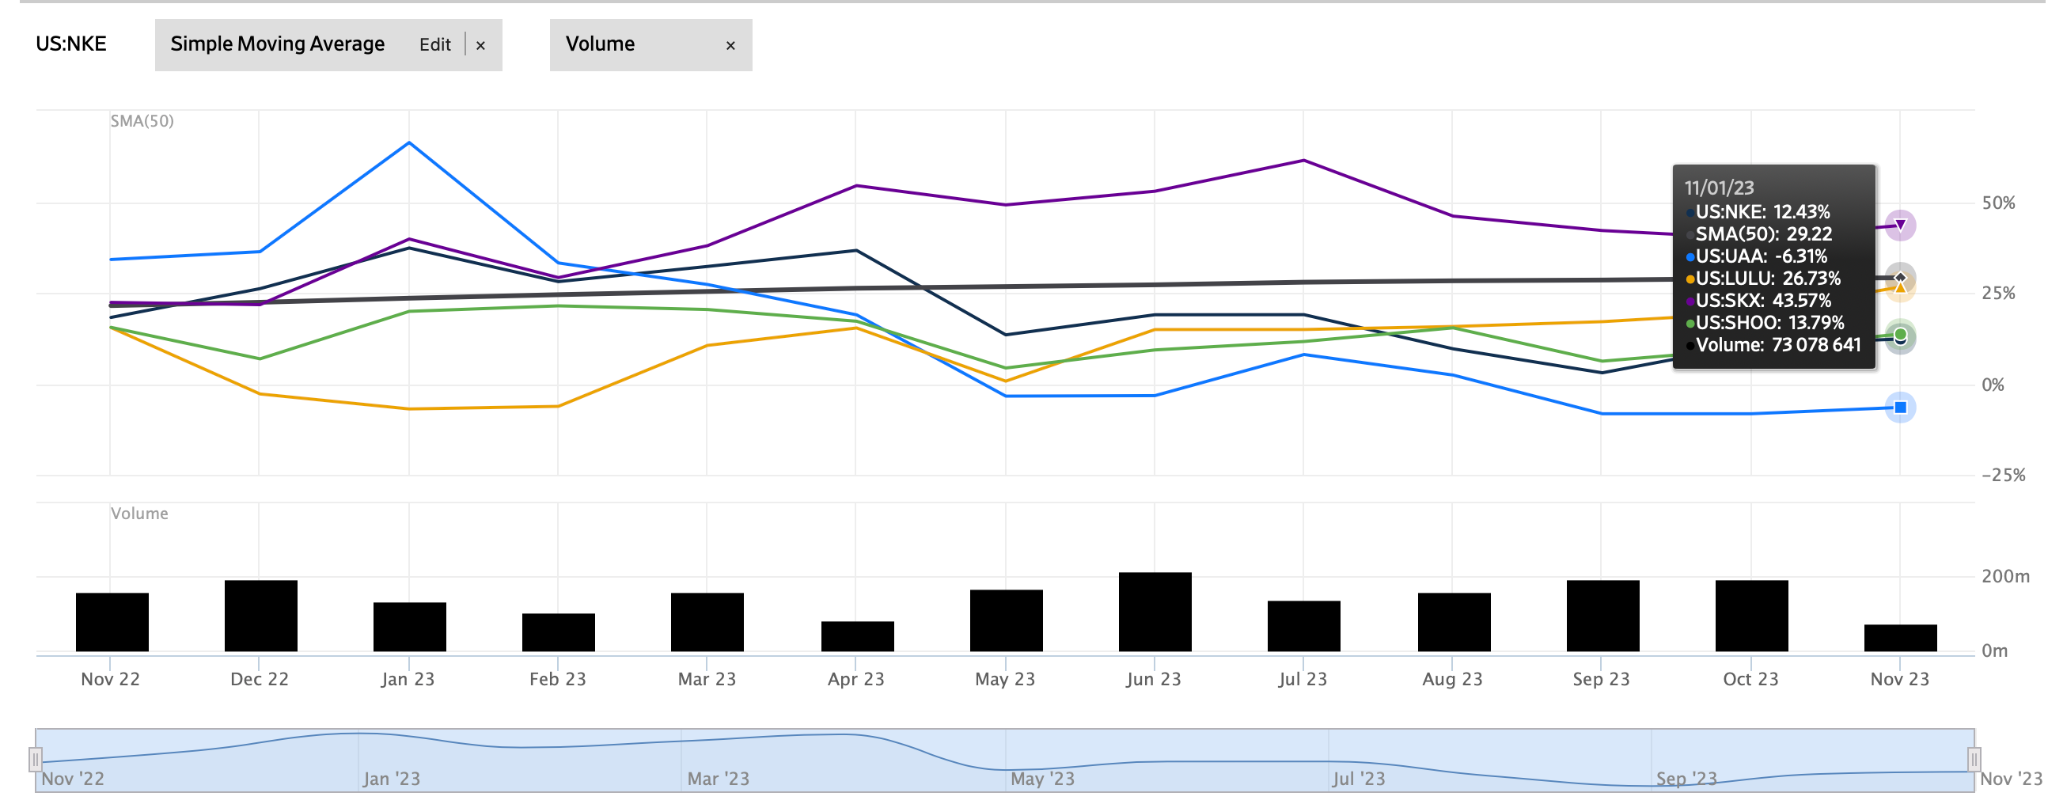 US:NKE
Simple Moving Average Edit ×
Volume ×
SMA(50)
50%
25%
0%
−25%
11/01/23
US:NKE: 12.43%
SMA(50): 29.22
US:UAA: -6.31%
US:LULU: 26.73%
US:SKX: 43.57%
US:SHOO: 13.79%
Volume: 73 078 641
Volume
200m
0m
Nov 22 Dec 22 Jan 23 Feb 23 Mar 23 Apr 23 May 23 Jun 23 Jul 23 Aug 23 Sep 23 Oct 23 Nov 23
Nov '22 Jan '23 Mar '23 May '23 Jul '23 Sep '23 Nov '23